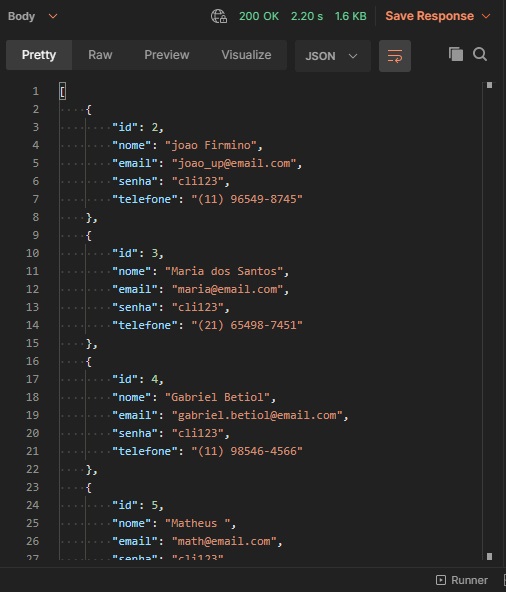 Body 200 OK 2.20 s 1.6 KB Save Response
Pretty Raw Preview Visualize JSON
1 [
2 {
3 "id": 2,
4 "nome": "joao Firmino",
5 "email": "joao_up@email.com",
6 "senha": "cli123",
7 "telefone": "(11) 96549-8745"
8 },
9 {
10 "id": 3,
11 "nome": "Maria dos Santos",
12 "email": "maria@email.com",
13 "senha": "cli123",
14 "telefone": "(21) 65498-7451"
15 },
16 {
17 "id": 4,
18 "nome": "Gabriel Betiol",
19 "email": "gabriel.betiol@email.com",
20 "senha": "cli123",
21 "telefone": "(11) 98546-4566"
22 },
23 {
24 "id": 5,
25 "nome": "Matheus ",
26 "email": "math@email.com",
27 "senha": "cli123"
Runner